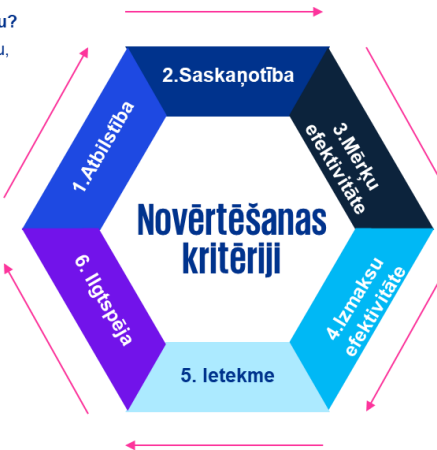 u?
u,
2.Saskaņotība
1.Atbilstība
3.Mērķu
efektivitāte
Novērtēšanas
kritēriji
6. Ilgtspēja
4.Izmaksu
efektivitāte
5. Ietekme